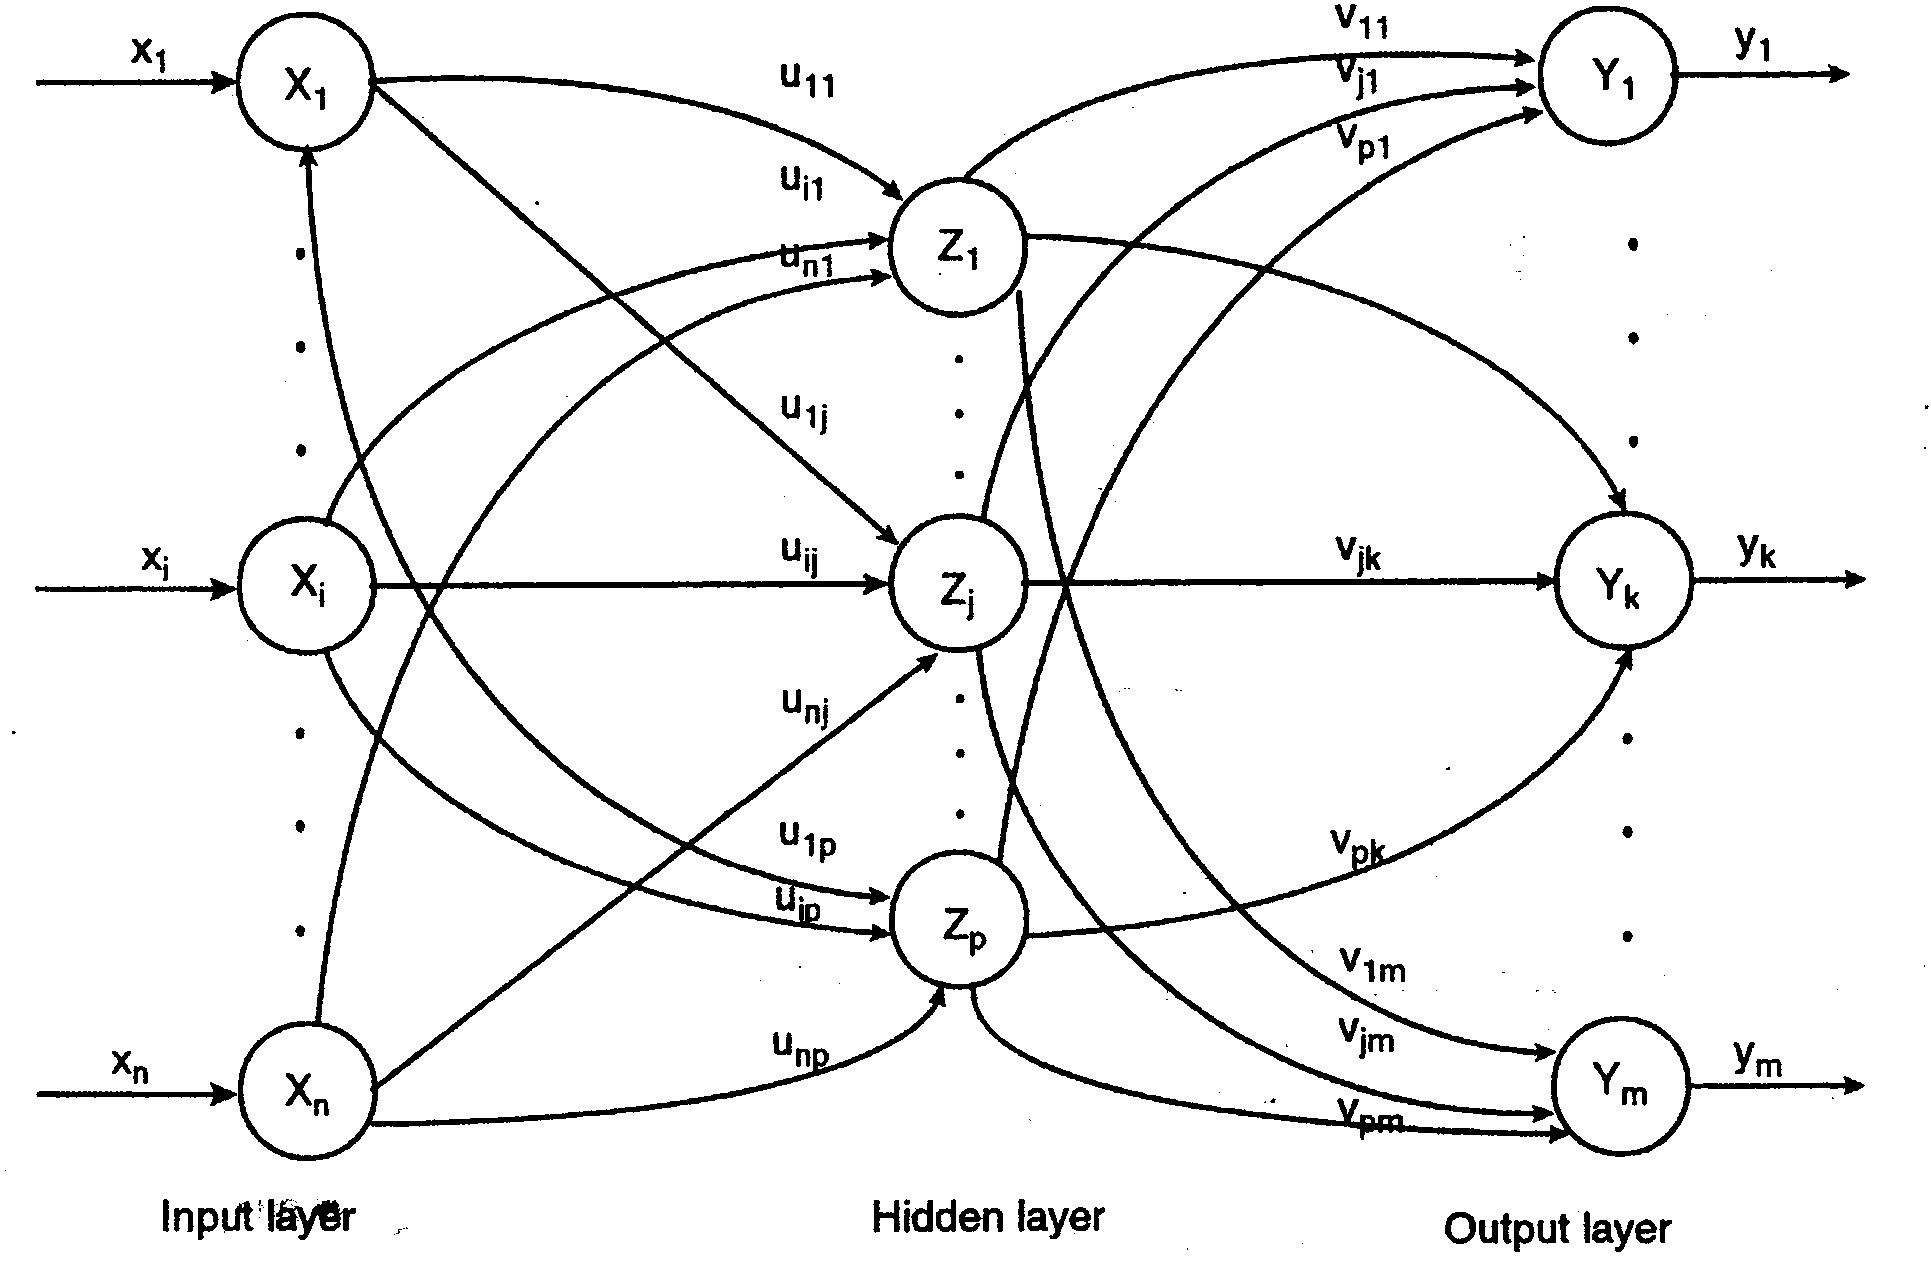 x1
X1
u11
v11
vj1
vp1
Y1
y1
ui1
un1
Z1
u1j
xi
Xi
uij
Zj
vjk
Yk
yk
unj
u1p
uip
Zp
vpk
v1m
xn
Xn
unp
vjm
vpm
Ym
ym
Input layer
Hidden layer
Output layer